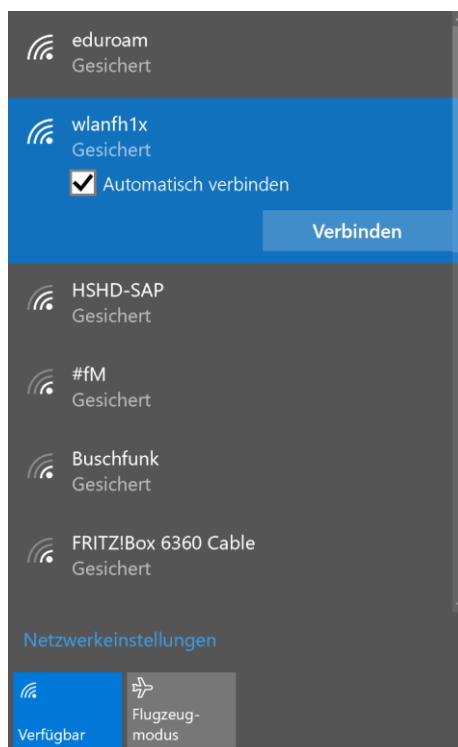 eduroam
Gesichert
wlanfh1x
Gesichert
Automatisch verbinden
Verbinden
HSHD-SAP
Gesichert
#fM
Gesichert
Buschfunk
Gesichert
FRITZ!Box 6360 Cable
Gesichert
Netzwerkeinstellungen
Verfügbar
Flugzeug-
modus